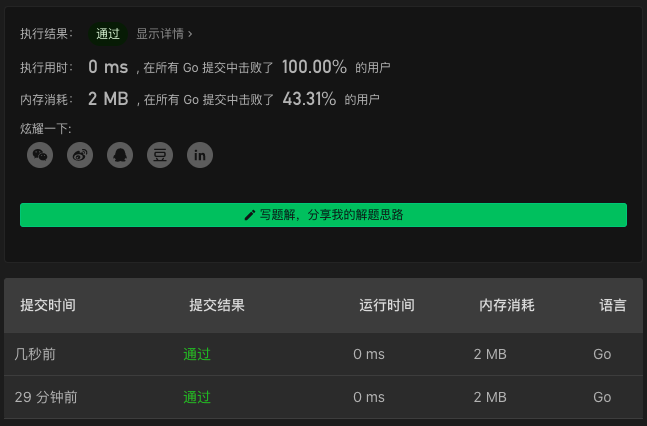 执行结果： 通过 显示详情 >
执行用时： 0 ms , 在所有 Go 提交中击败了 100.00% 的用户
内存消耗： 2 MB , 在所有 Go 提交中击败了 43.31% 的用户
炫耀一下:
豆 in
写题解，分享我的解题思路
提交时间 提交结果 运行时间 内存消耗 语言
几秒前 通过 0 ms 2 MB Go
29 分钟前 通过 0 ms 2 MB Go